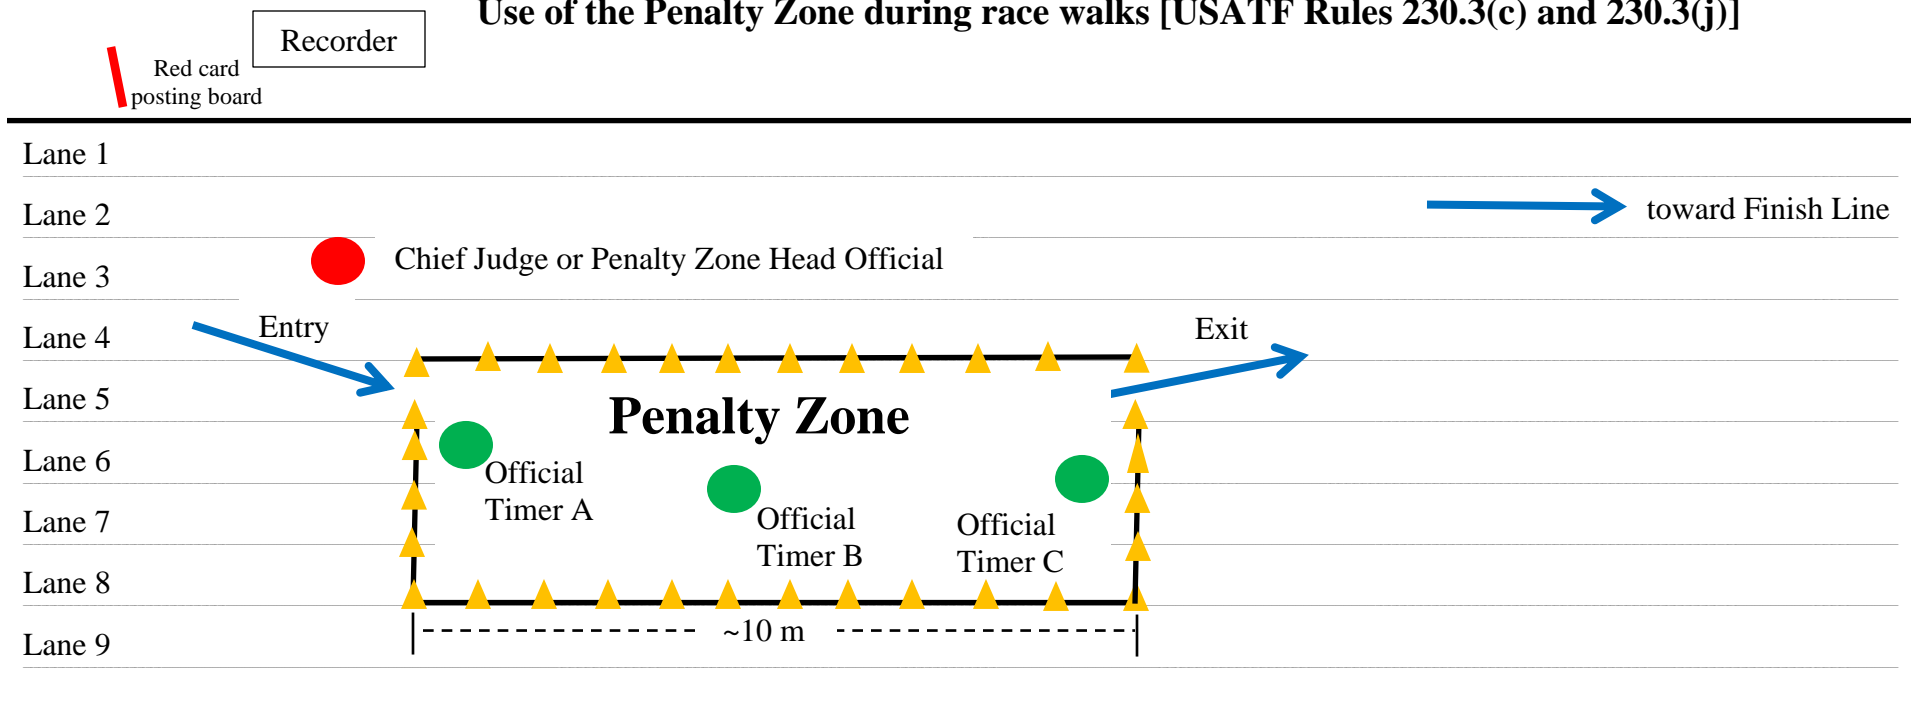 Use of the Penalty Zone during race walks [USATF Rules 230.3(c) and 230.3(j)]
Recorder
Red card
posting board
Lane 1
Lane 2
toward Finish Line
Chief Judge or Penalty Zone Head Official
Lane 3
Entry
Exit
Lane 4
Lane 5
Penalty Zone
Lane 6
Official
Timer A
Lane 7
Official
Timer B
Official
Timer C
Lane 8
~10 m
Lane 9